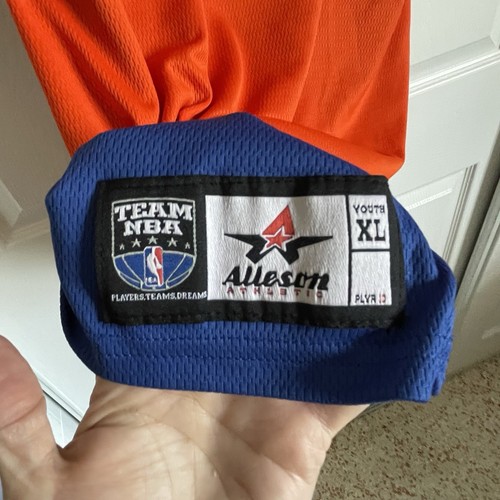 TEAM
NBA
PLAYERS.TEAMS.DREAMS
Alleson
ATHLETIC
YOUTH
XL
PLYR